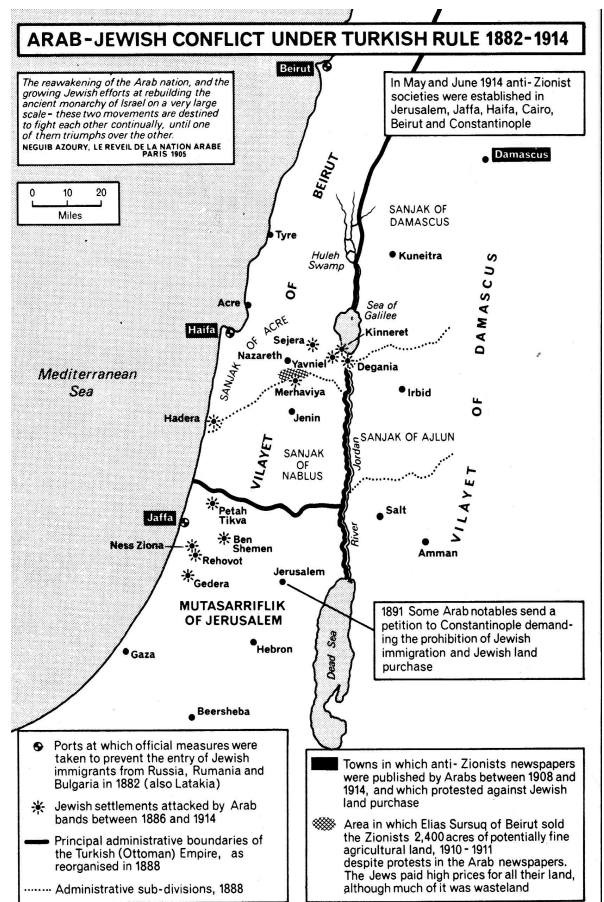 ARAB-JEWISH CONFLICT UNDER TURKISH RULE 1882-1914
The reawakening of the Arab nation, and the
growing Jewish efforts at rebuilding the
ancient monarchy of Israel on a very large
scale - these two movements are destined
to fight each other continually, until one
of them triumphs over the other.
NEGUIB AZOURY, LE REVEIL DE LA NATION ARABE
PARIS 1905
0 10 20
Miles
Beirut
In May and June 1914 anti-Zionist
societies were established in
Jerusalem, Jaffa, Haifa, Cairo,
Beirut and Constantinople
Damascus
BEIRUT
SANJAK OF
DAMASCUS
Tyre
Huleh
Swamp
Kuneitra
OF
Acre
Sea of
Galilee
DAMASCUS
Haifa
SANJAK OF ACRE
Sejera
Kinneret
Nazareth
Yavniel
Degania
Mediterranean
Sea
Merhaviya
Irbid
OF
Hadera
Jenin
SANJAK OF AJLUN
Jordan
SANJAK
OF
NABLUS
VILAYET
VILAYET
Jaffa
Petah
Tikva
Salt
Ness Ziona
Ben
Shemen
River
Amman
Rehovot
Jerusalem
Gedera
MUTASARRIFLIK
OF JERUSALEM
1891 Some Arab notables send a
petition to Constantinople demand-
ing the prohibition of Jewish
immigration and Jewish land
purchase
Gaza
Hebron
Dead Sea
Beersheba
Ports at which official measures were
taken to prevent the entry of Jewish
immigrants from Russia, Rumania and
Bulgaria in 1882 (also Latakia)
Jewish settlements attacked by Arab
bands between 1886 and 1914
Principal administrative boundaries of
the Turkish (Ottoman) Empire, as
reorganised in 1888
Administrative sub-divisions, 1888
Towns in which anti-Zionists newspapers
were published by Arabs between 1908 and
1914, and which protested against Jewish
land purchase
Area in which Elias Sursuq of Beirut sold
the Zionists 2,400 acres of potentially fine
agricultural land, 1910-1911
despite protests in the Arab newspapers.
The Jews paid high prices for all their land,
although much of it was wasteland